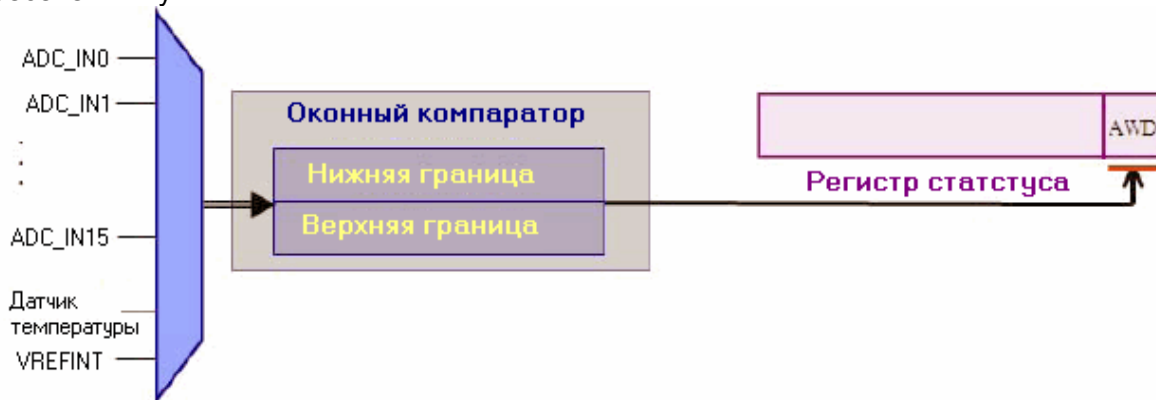 ADC_IN0
ADC_IN1
ADC_IN15
Датчик
температуры
VREFINT
Оконный компаратор
Нижняя граница
Верхняя граница
AWD
Регистр статстуса